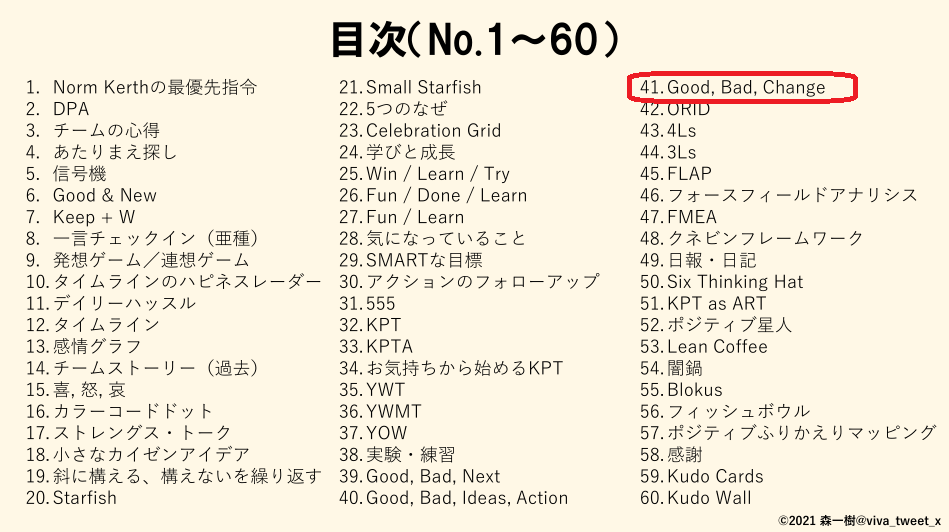 目次(No.1～60)
1. Norm Kerthの最優先指令
2. DPA
3. チームの心得
4. あたりまえ探し
5. 信号機
6. Good & New
7. Keep + W
8. 一言チェックイン（亜種）
9. 発想ゲーム／連想ゲーム
10. タイムラインのハピネスレーダー
11. デイリーハッスル
12. タイムライン
13. 感情グラフ
14. チームストーリー（過去）
15. 喜, 怒, 哀
16. カラーコードドット
17. ストレングス・トーク
18. 小さなカイゼンアイデア
19. 斜に構える、構えないを繰り返す
20. Starfish
21. Small Starfish
22. 5つのなぜ
23. Celebration Grid
24. 学びと成長
25. Win / Learn / Try
26. Fun / Done / Learn
27. Fun / Learn
28. 気になっていること
29. SMARTな目標
30. アクションのフォローアップ
31. 555
32. KPT
33. KPTA
34. お気持ちから始めるKPT
35. YWT
36. YWMT
37. YOW
38. 実験・練習
39. Good, Bad, Next
40. Good, Bad, Ideas, Action
41. Good, Bad, Change
42. ORID
43. 4Ls
44. 3Ls
45. FLAP
46. フォースフィールドアナリシス
47. FMEA
48. クネビンフレームワーク
49. 日報・日記
50. Six Thinking Hat
51. KPT as ART
52. ポジティブ星人
53. Lean Coffee
54. 闇鍋
55. Blokus
56. フィッシュボウル
57. ポジティブふりかえりマッピング
58. 感謝
59. Kudo Cards
60. Kudo Wall
©2021 森一樹@viva_tweet_x